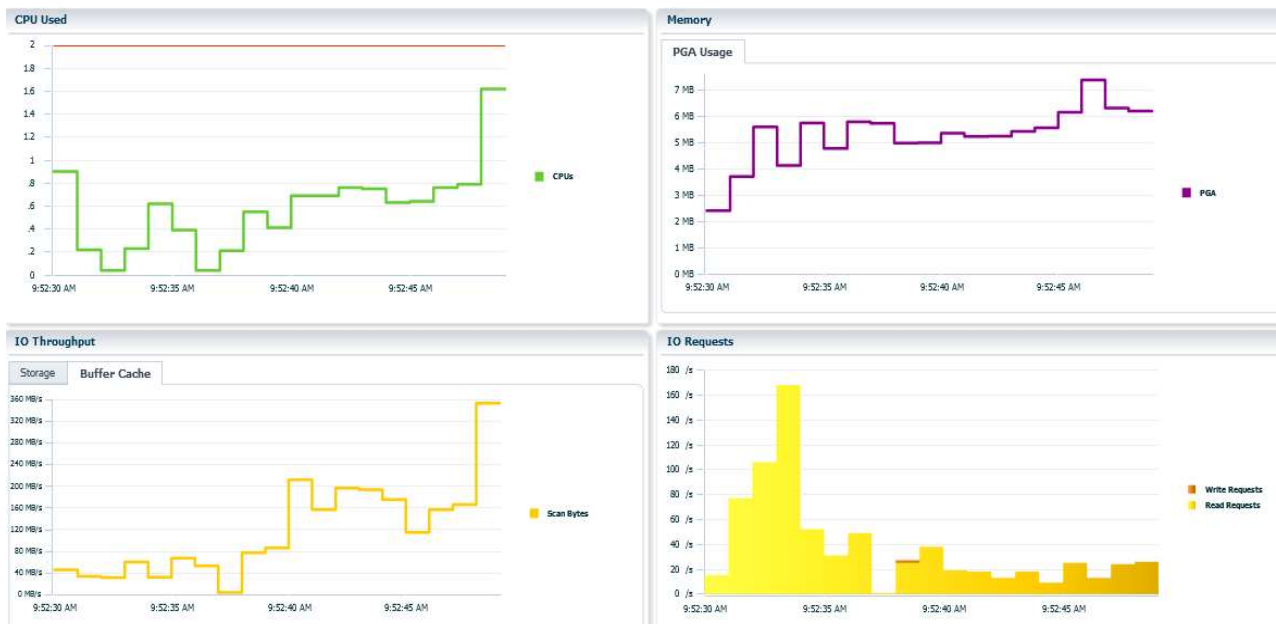 CPU Used
2
1.8
1.6
1.4
1.2
1
.8
.6
.4
.2
0
9:52:30 AM 9:52:35 AM 9:52:40 AM 9:52:45 AM
CPUs
Memory
PGA Usage
7 MB
6 MB
5 MB
4 MB
3 MB
2 MB
1 MB
0 MB
9:52:30 AM 9:52:35 AM 9:52:40 AM 9:52:45 AM
PGA
IO Throughput
Storage Buffer Cache
360 MB/s
320 MB/s
280 MB/s
240 MB/s
200 MB/s
160 MB/s
120 MB/s
80 MB/s
40 MB/s
0 MB/s
9:52:30 AM 9:52:35 AM 9:52:40 AM 9:52:45 AM
Scan Bytes
IO Requests
180 /s
160 /s
140 /s
120 /s
100 /s
80 /s
60 /s
40 /s
20 /s
0 /s
9:52:30 AM 9:52:35 AM 9:52:40 AM 9:52:45 AM
Write Requests
Read Requests